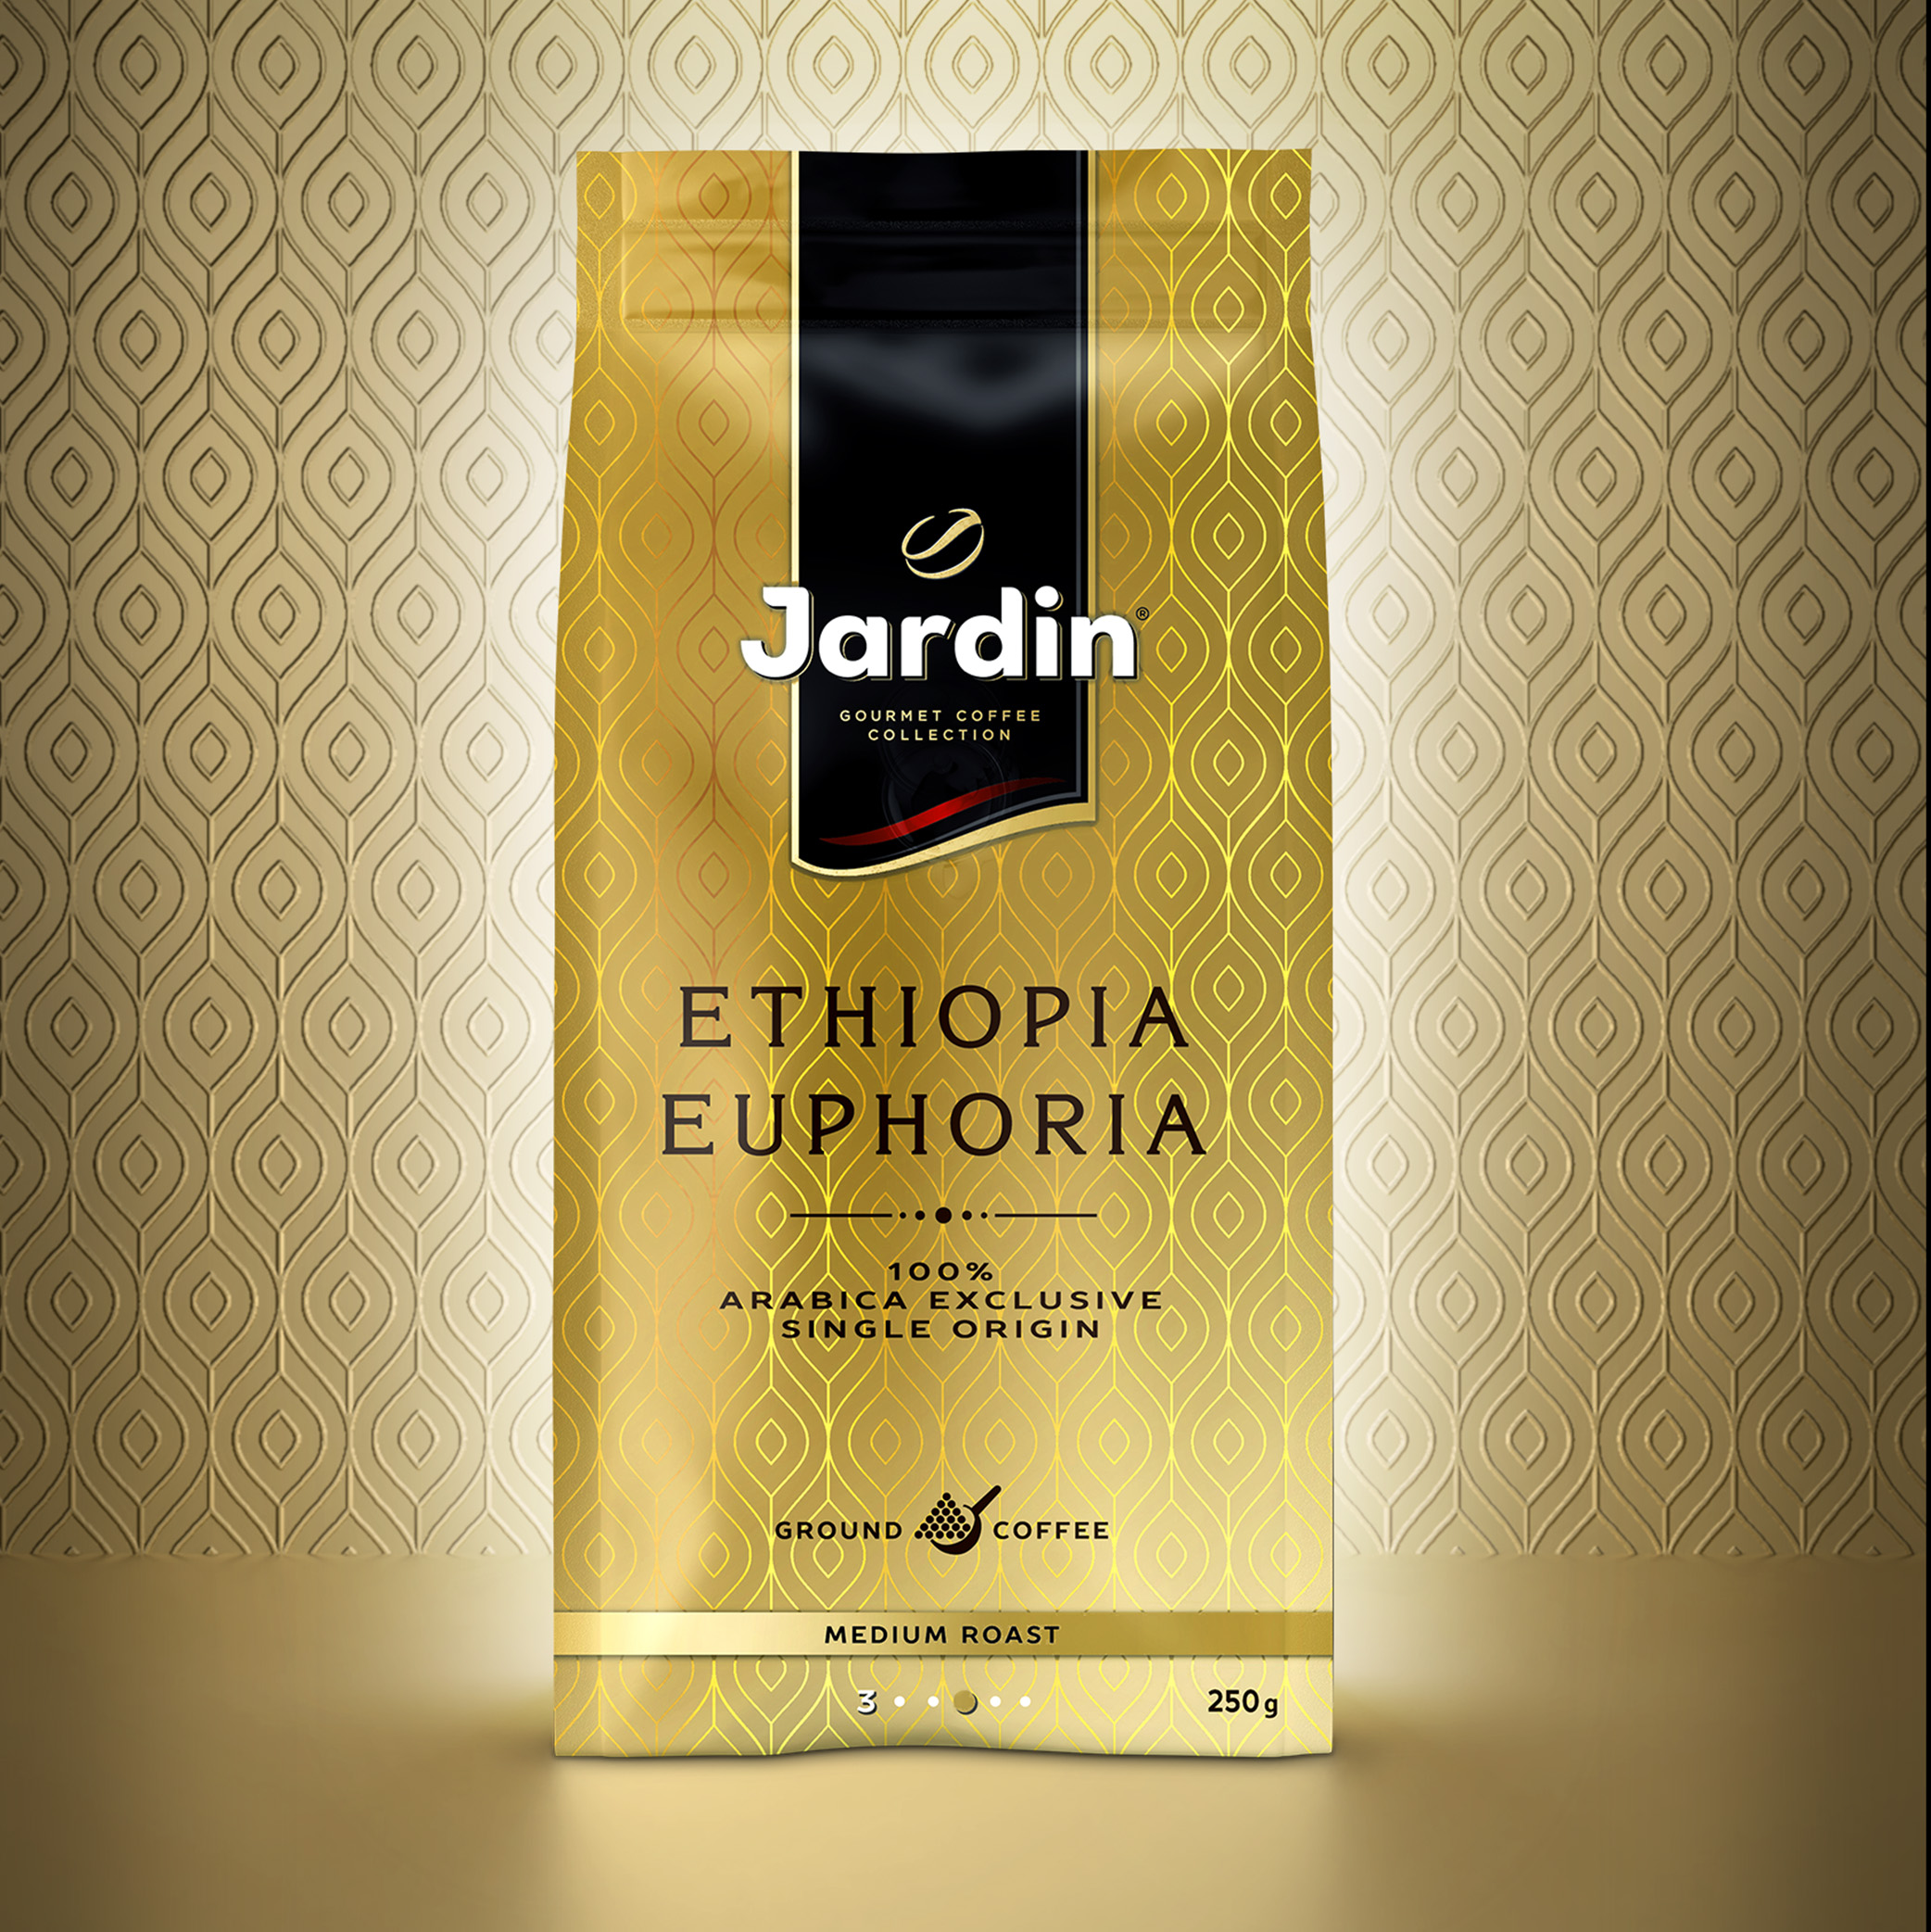 Jardin®
GOURMET COFFEE
COLLECTION
ETHIOPIA
EUPHORIA
100%
ARABICA EXCLUSIVE
SINGLE ORIGIN
GROUND COFFEE
MEDIUM ROAST
3
250g